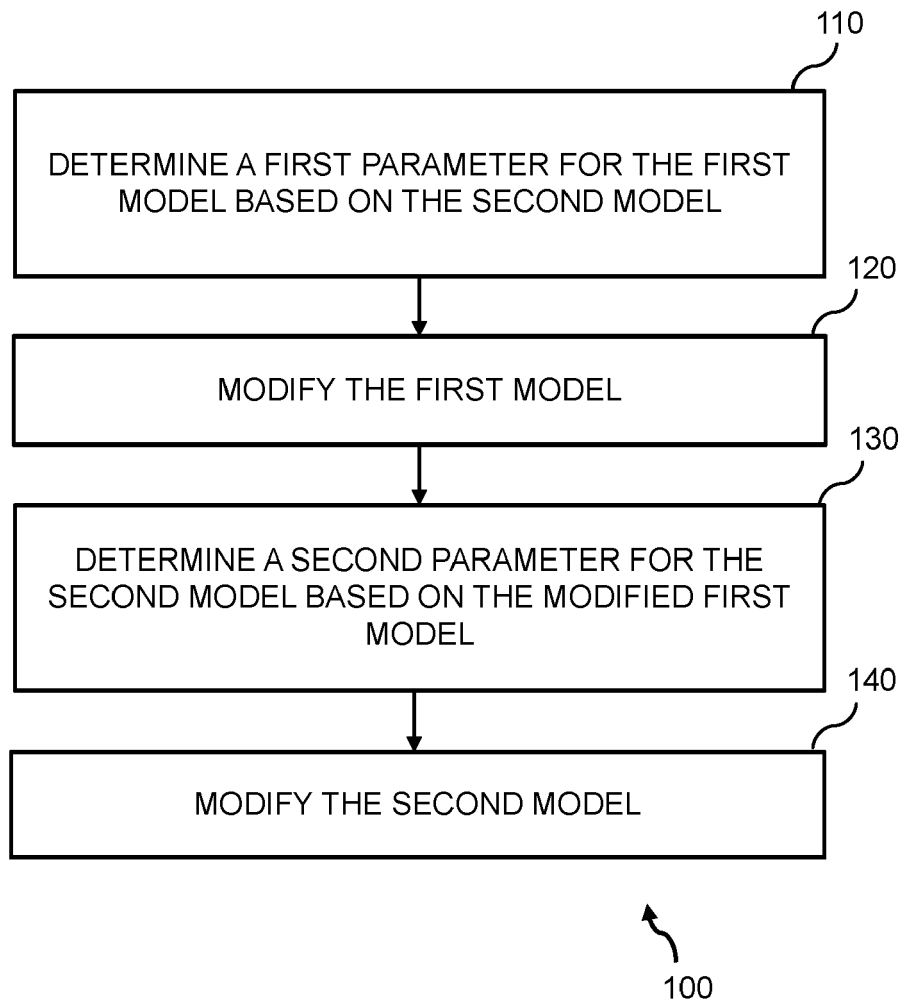 110
DETERMINE A FIRST PARAMETER FOR THE FIRST
MODEL BASED ON THE SECOND MODEL
120
MODIFY THE FIRST MODEL
130
DETERMINE A SECOND PARAMETER FOR THE
SECOND MODEL BASED ON THE MODIFIED FIRST
MODEL
140
MODIFY THE SECOND MODEL
100